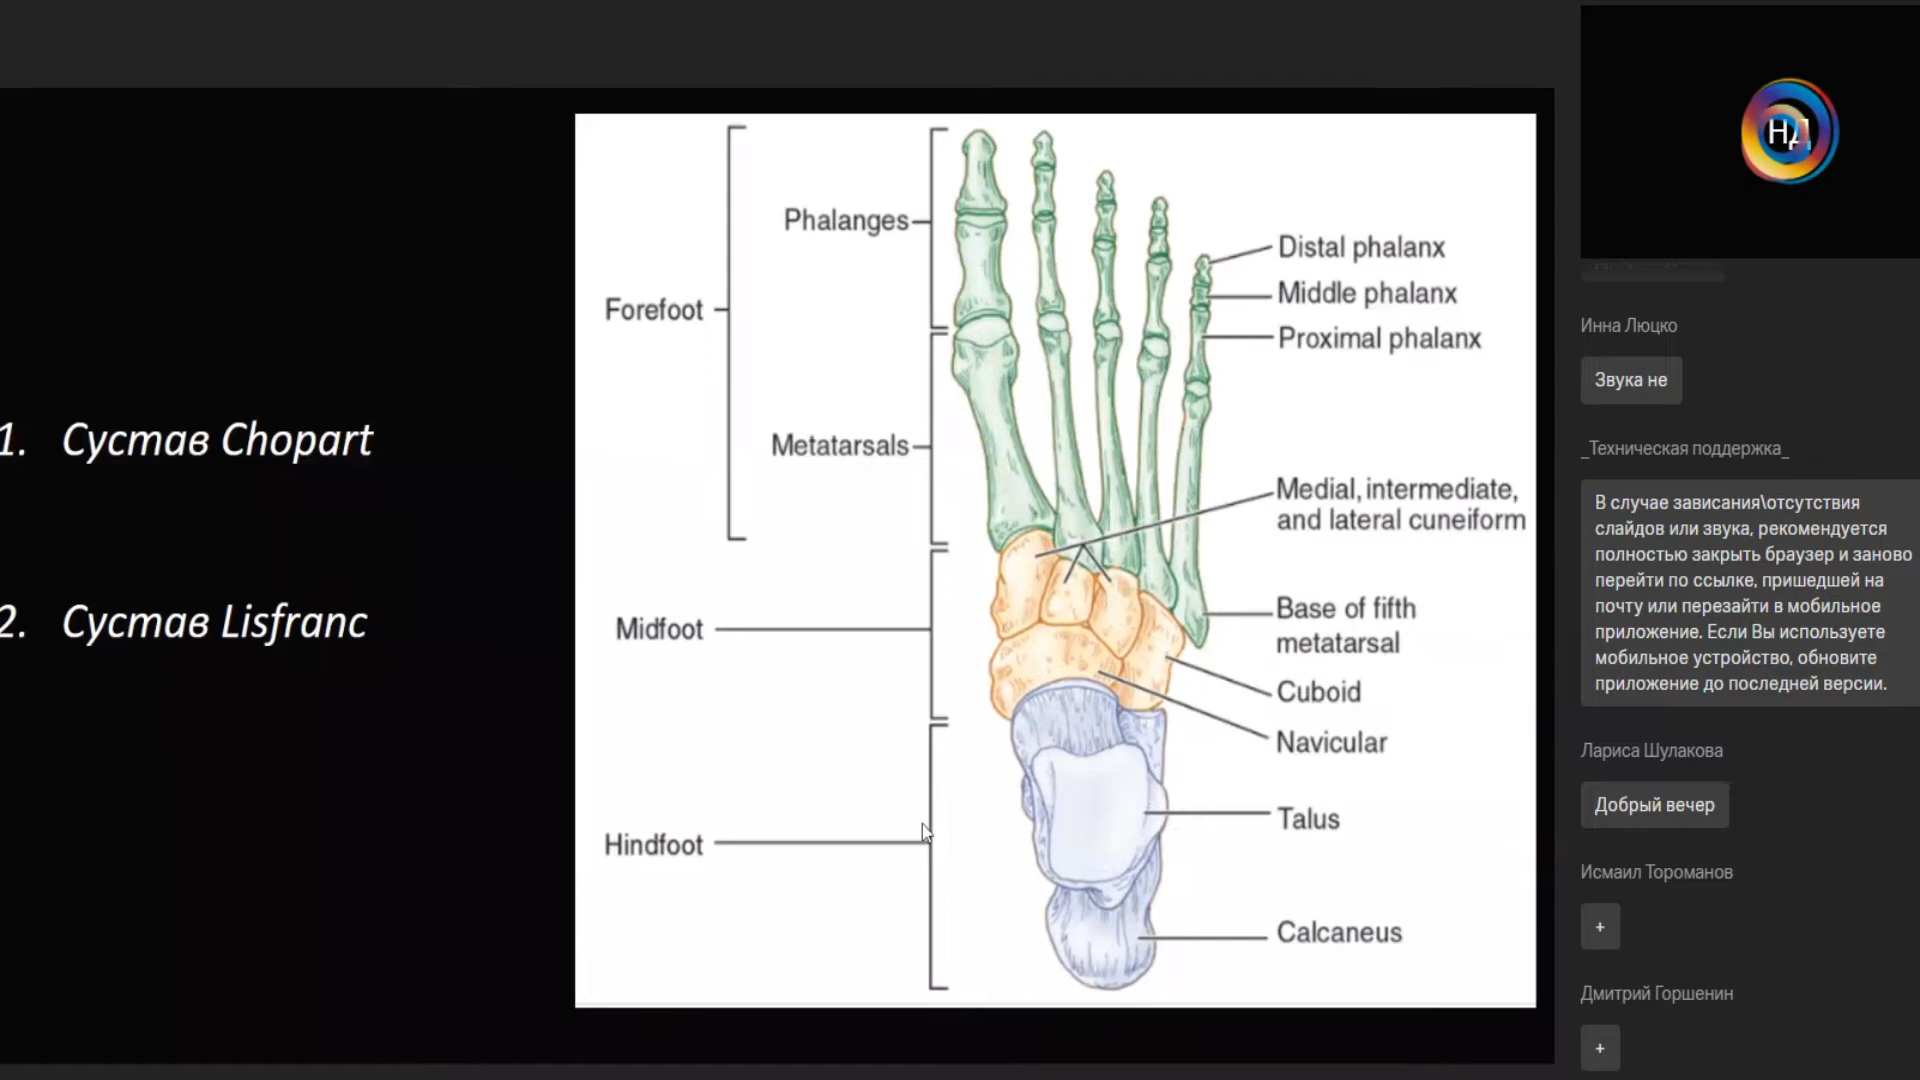 1. Сустав Chopart
2. Сустав Lisfranc
Phalanges
Forefoot
Metatarsals
Midfoot
Hindfoot
Distal phalanx
Middle phalanx
Proximal phalanx
Medial, intermediate,
and lateral cuneiform
Base of fifth
metatarsal
Cuboid
Navicular
Talus
Calcaneus
НД
Инна Люцко
Звука не
_Техническая поддержка_
В случае зависания\отсутствия
слайдов или звука, рекомендуется
полностью закрыть браузер и заново
перейти по ссылке, пришедшей на
почту или перезайти в мобильное
приложение. Если Вы используете
мобильное устройство, обновите
приложение до последней версии.
Лариса Шулакова
Добрый вечер
Исмаил Тороманов
+
Дмитрий Горшенин
+